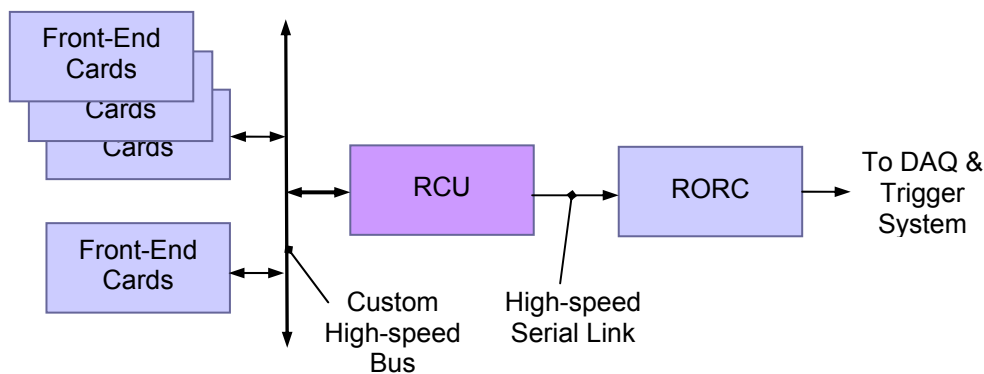 Front-End
Cards
Cards
Cards
Front-End
Cards
RCU
RORC
To DAQ &
Trigger
System
Custom
High-speed
Bus
High-speed
Serial Link